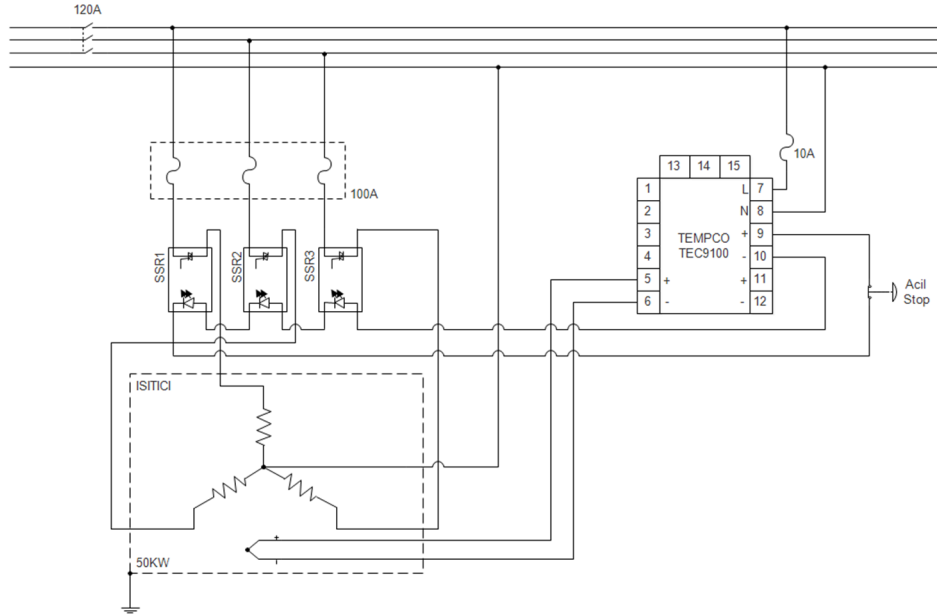 120A
10A
100A
13 14 15
1
L 7
2
N 8
3
+ 9
TEMPCO
TEC9100
4
- 10
5 +
+ 11
6 -
- 12
Acil
Stop
SSR1
SSR2
SSR3
ISITICI
+
-
50KW